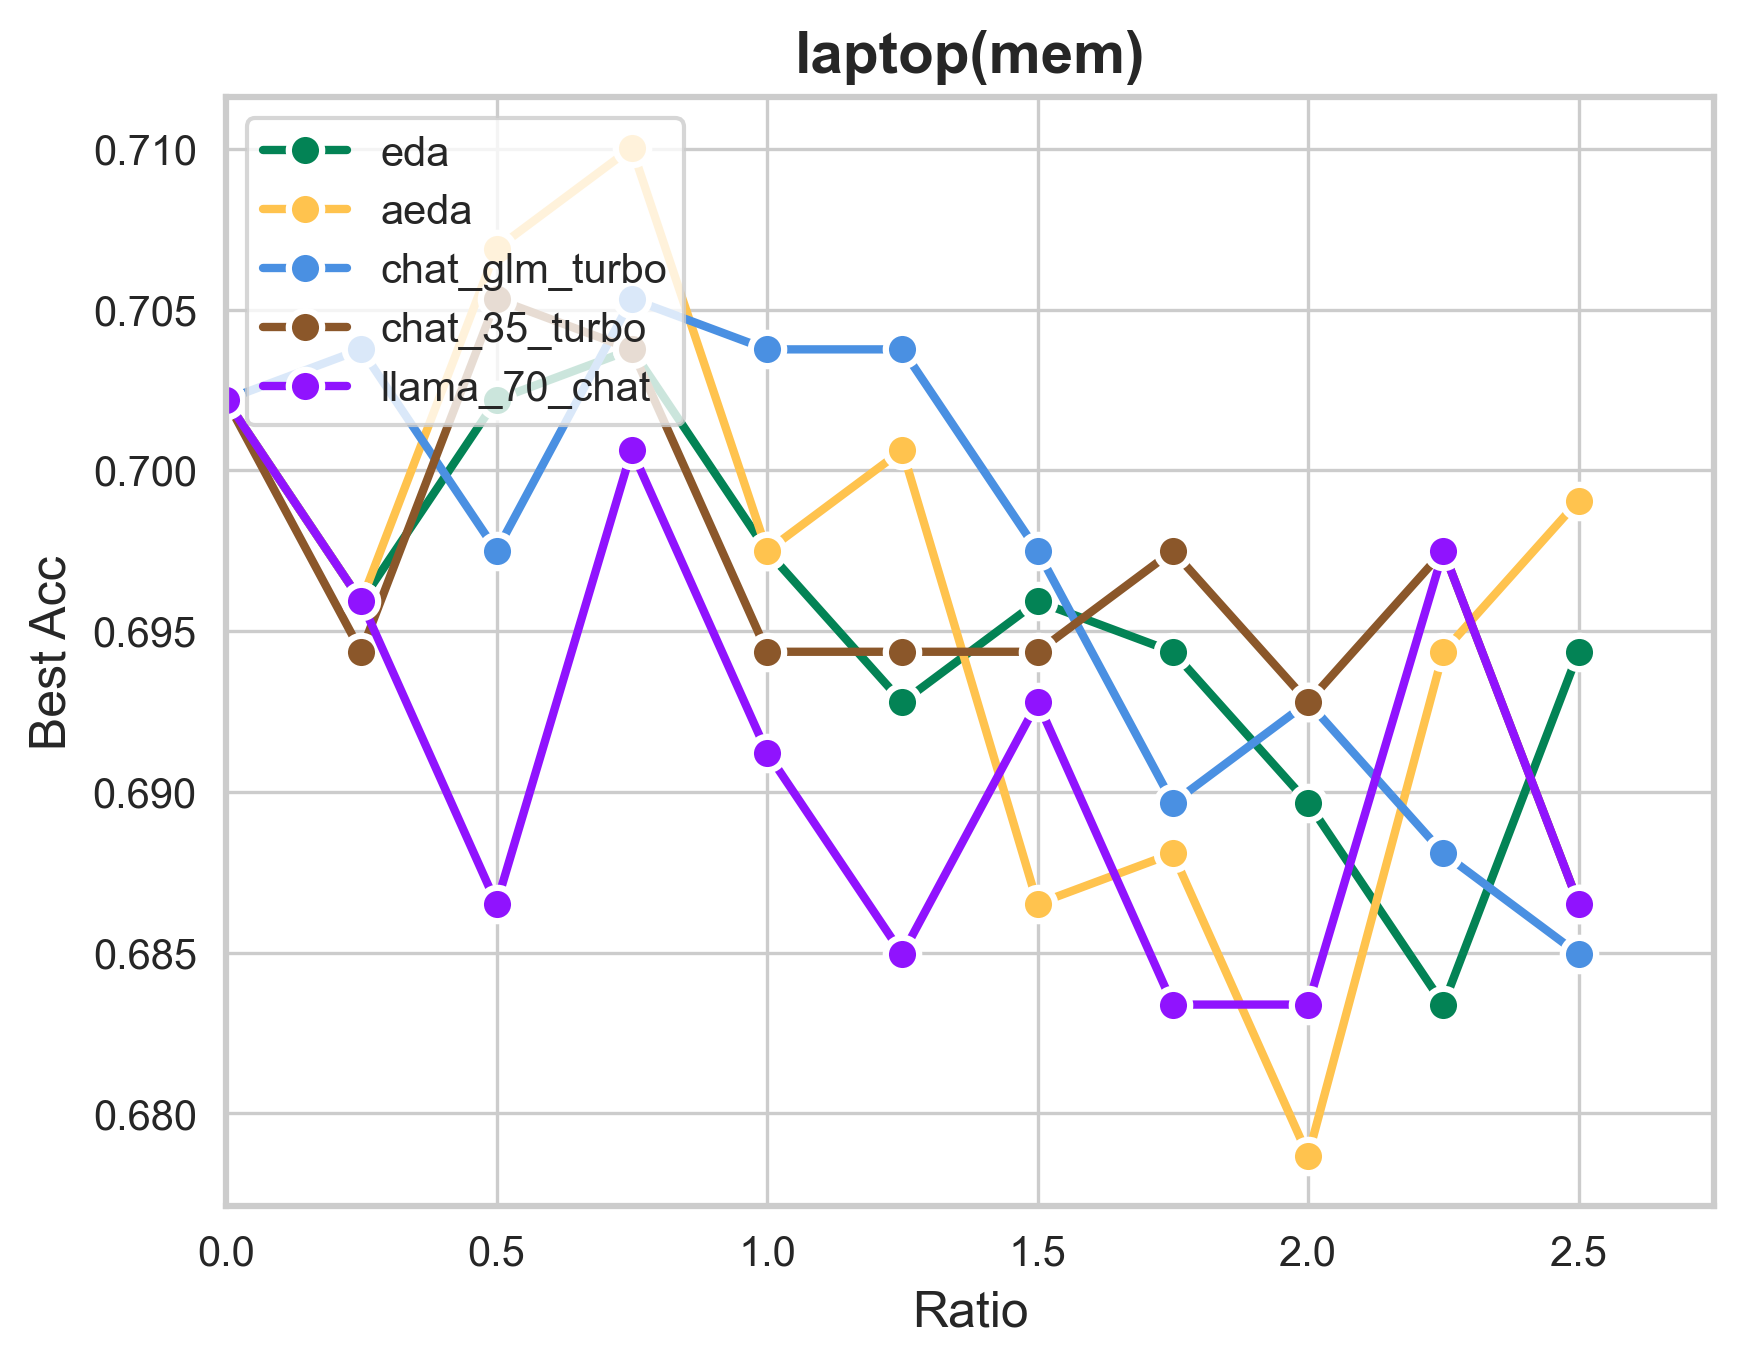 laptop(mem)
0.710
0.705
0.700
0.695
0.690
0.685
0.680
Best Acc
eda
aeda
chat_glm_turbo
chat_35_turbo
llama_70_chat
0.0 0.5 1.0 1.5 2.0 2.5
Ratio